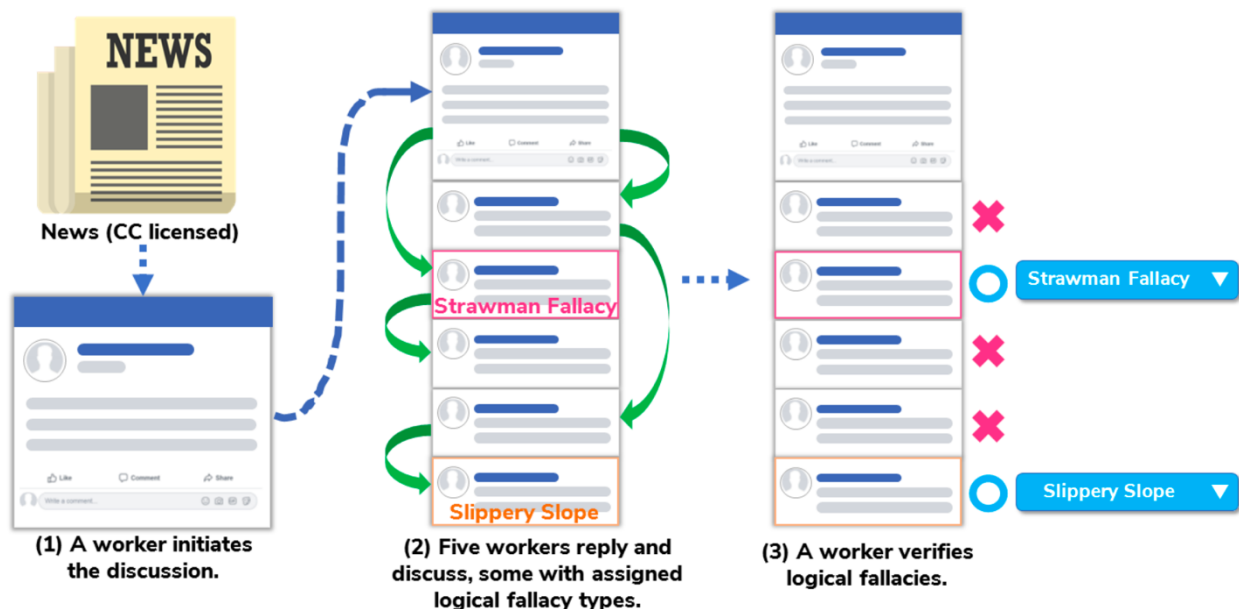 NEWS
News (CC licensed)
Like Comment Share
Write a comment...
(1) A worker initiates
the discussion.
Like Comment Share
Write a comment...
Strawman Fallacy
Slippery Slope
(2) Five workers reply and
discuss, some with assigned
logical fallacy types.
Like Comment Share
Write a comment...
Strawman Fallacy
Slippery Slope
(3) A worker verifies
logical fallacies.